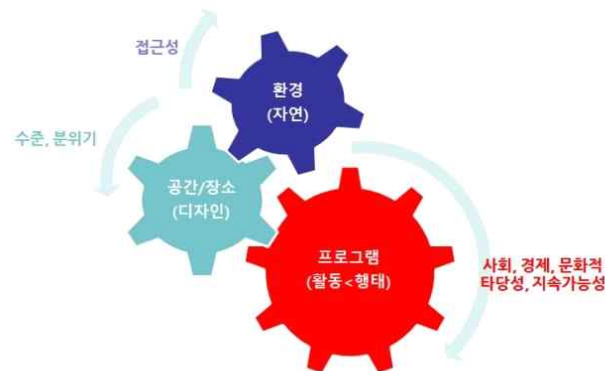 접근성
환경
(자연)
수준, 분위기
공간/장소
(디자인)
프로그램
(활동<행태)
사회, 경제, 문화적
타당성, 지속가능성